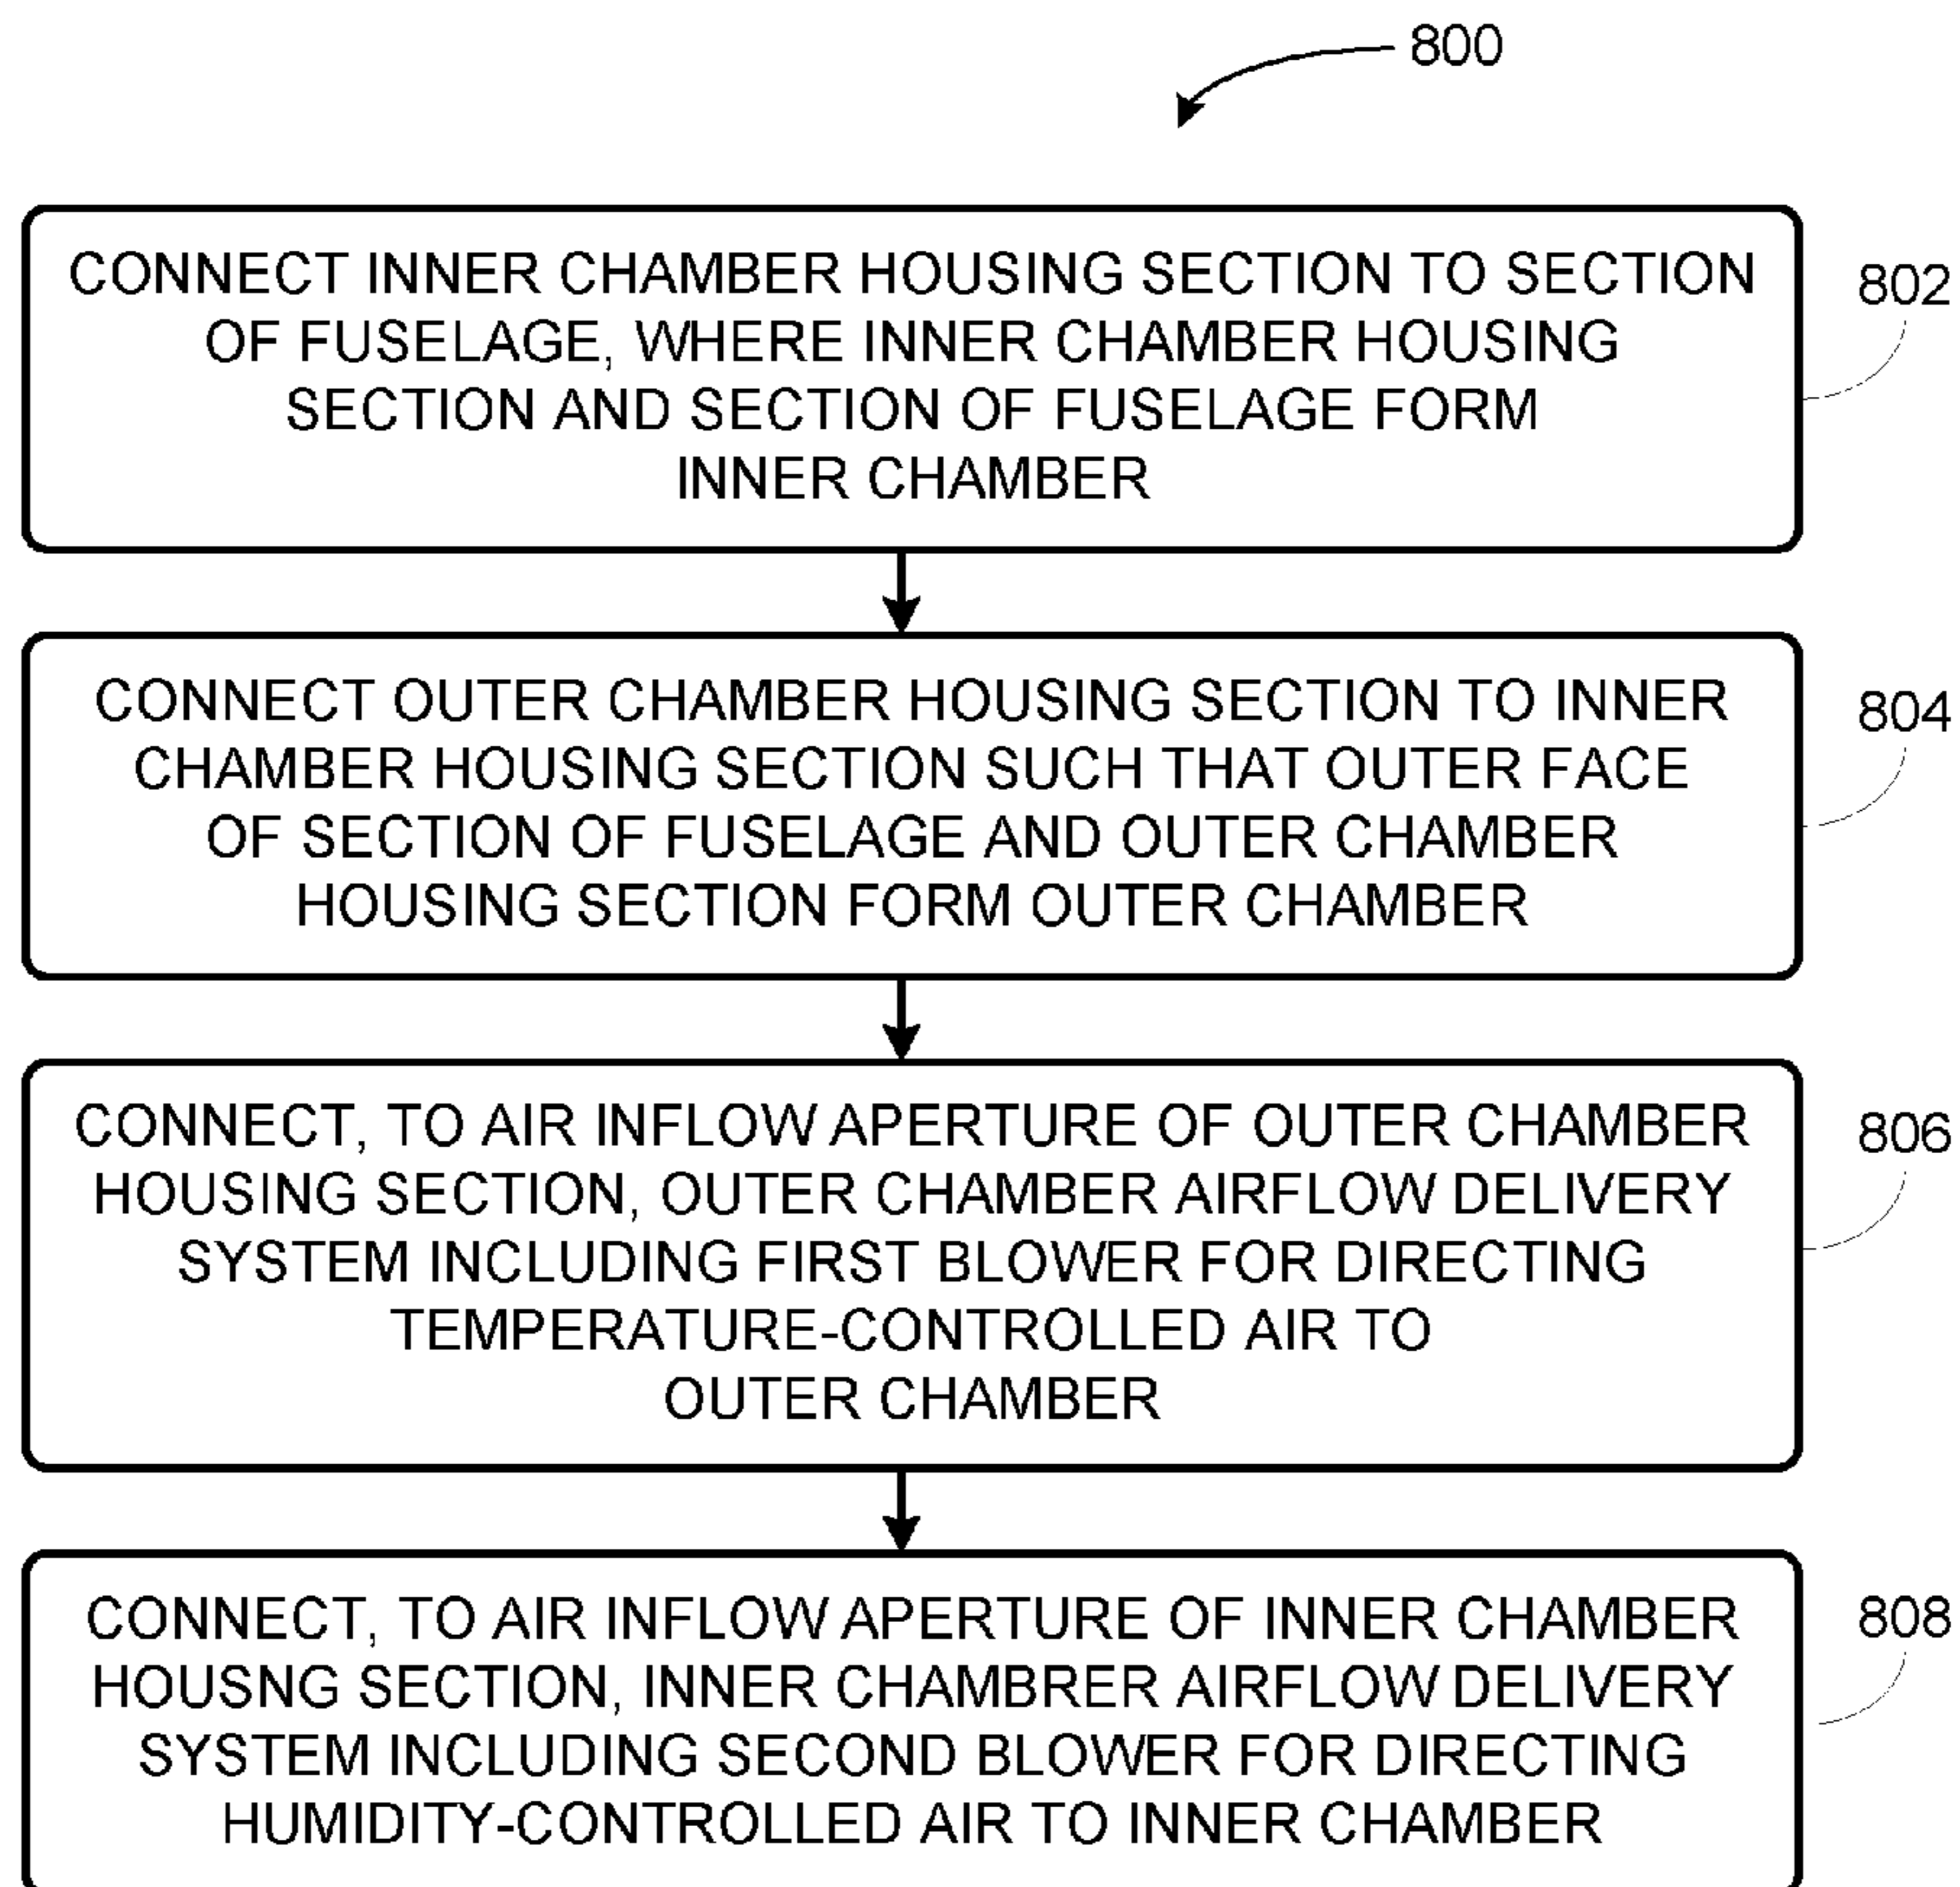 800
CONNECT INNER CHAMBER HOUSING SECTION TO SECTION
OF FUSELAGE, WHERE INNER CHAMBER HOUSING
SECTION AND SECTION OF FUSELAGE FORM
INNER CHAMBER
802
CONNECT OUTER CHAMBER HOUSING SECTION TO INNER
CHAMBER HOUSING SECTION SUCH THAT OUTER FACE
OF SECTION OF FUSELAGE AND OUTER CHAMBER
HOUSING SECTION FORM OUTER CHAMBER
804
CONNECT, TO AIR INFLOW APERTURE OF OUTER CHAMBER
HOUSING SECTION, OUTER CHAMBER AIRFLOW DELIVERY
SYSTEM INCLUDING FIRST BLOWER FOR DIRECTING
TEMPERATURE-CONTROLLED AIR TO
OUTER CHAMBER
806
CONNECT, TO AIR INFLOW APERTURE OF INNER CHAMBER
HOUSNG SECTION, INNER CHAMBRER AIRFLOW DELIVERY
SYSTEM INCLUDING SECOND BLOWER FOR DIRECTING
HUMIDITY-CONTROLLED AIR TO INNER CHAMBER
808